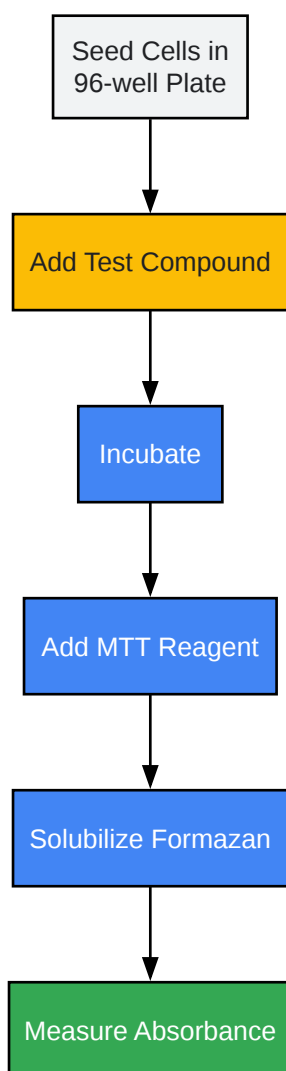 Seed Cells in
96-well Plate
Add Test Compound
Incubate
Add MTT Reagent
Solubilize Formazan
Measure Absorbance